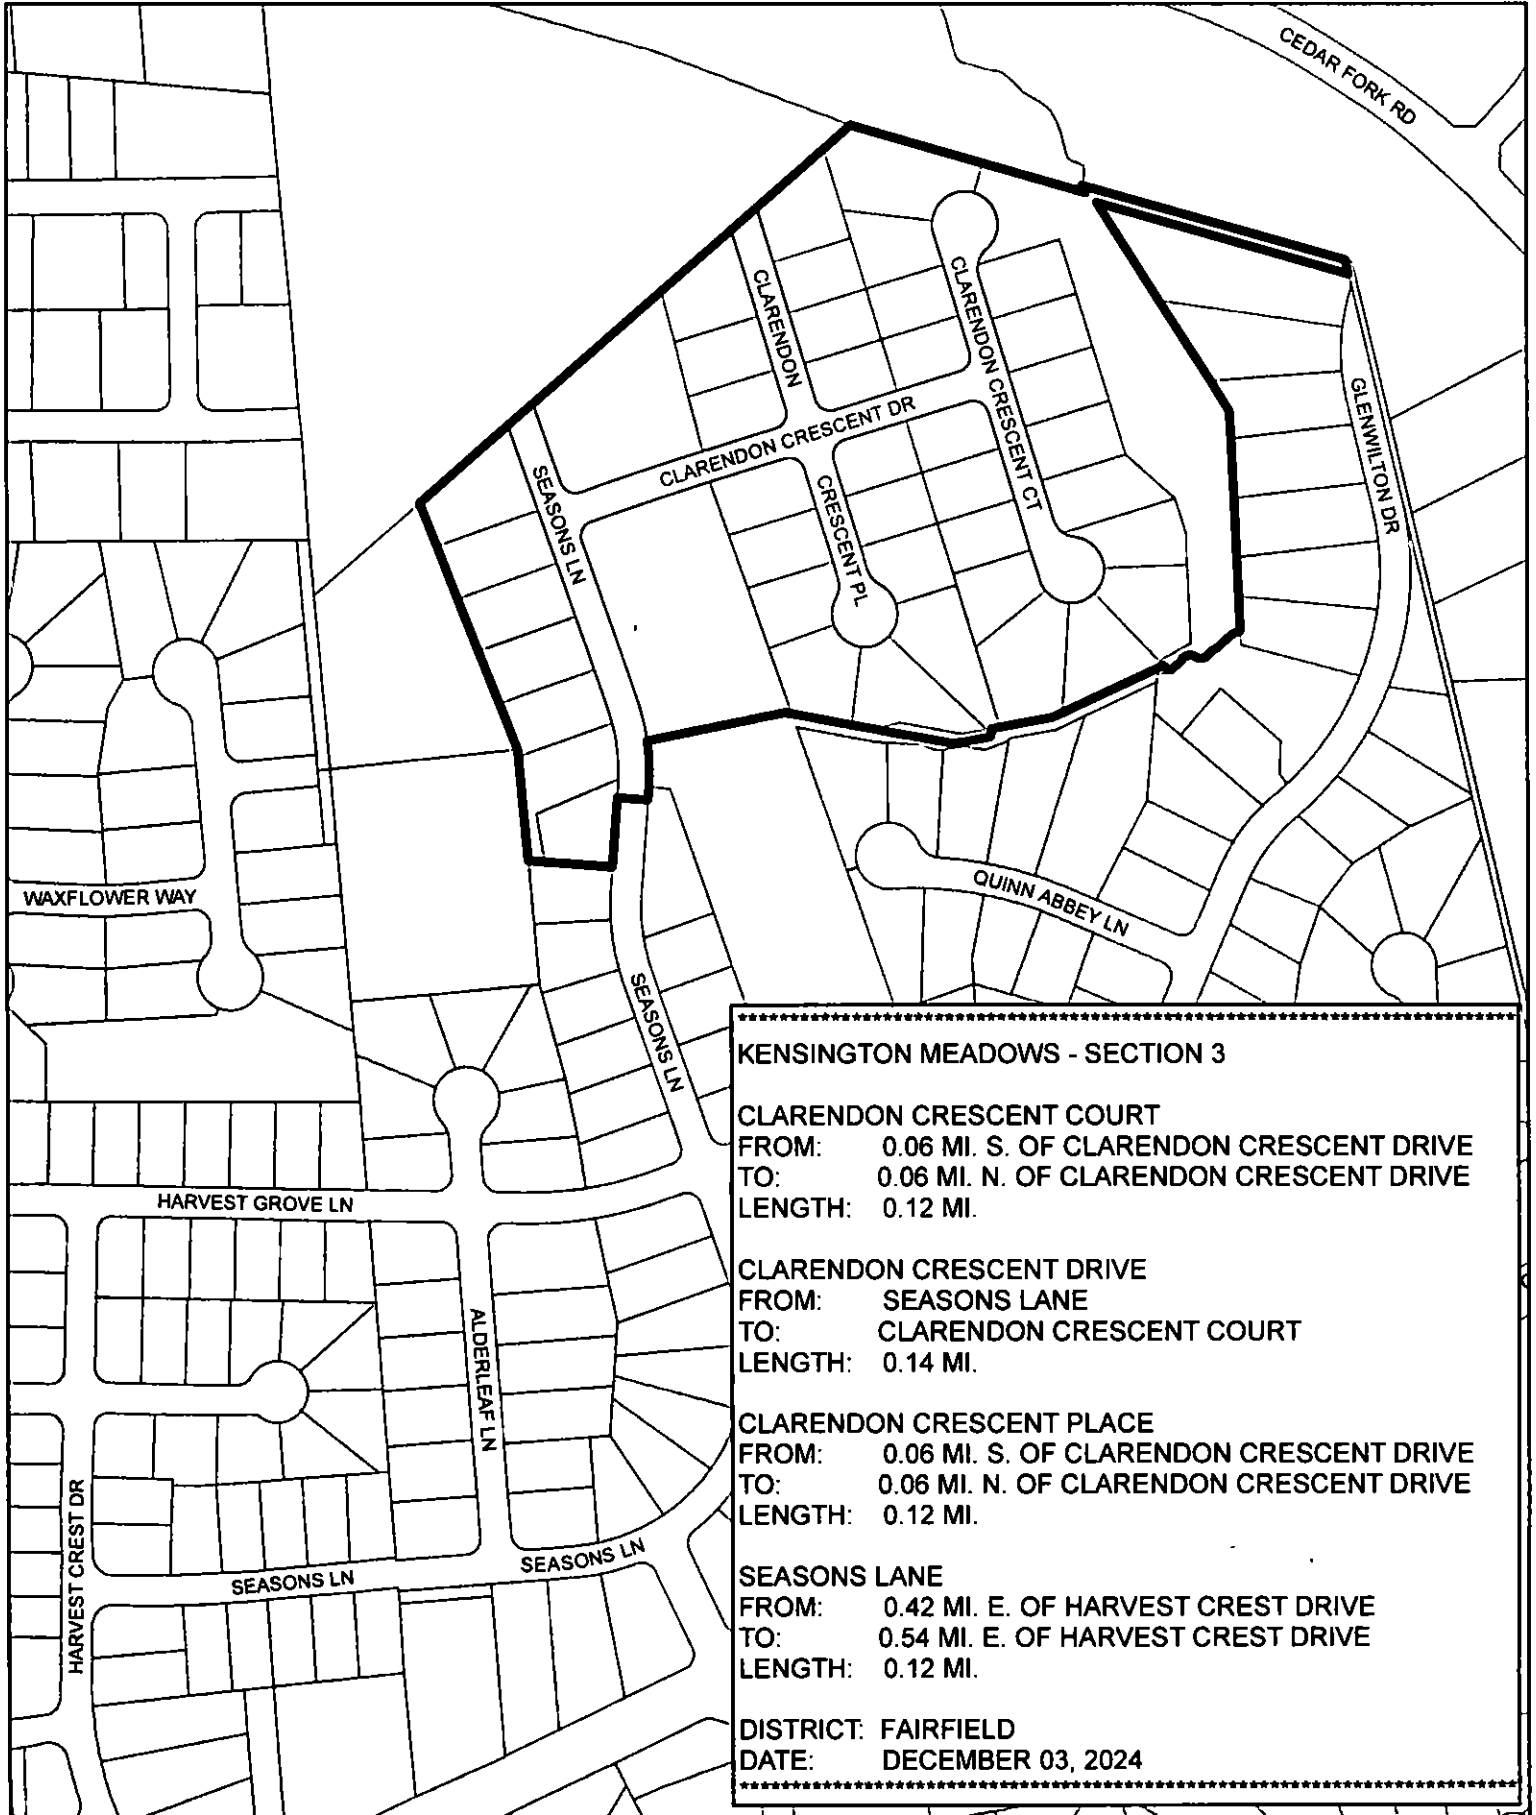 CEDAR FORK RD
CLARENDON
CLARENDON CRESCENT CT
CLARENDON CRESCENT DR
GLENWILTON DR
SEASONS LN
CRESCENT PL
WAXFLOWER WAY
QUINN ABBEY LN
SEASONS LN
HARVEST GROVE LN
ALDERLEAF LN
HARVEST CREST DR
SEASONS LN
SEASONS LN
KENSINGTON MEADOWS - SECTION 3
CLARENDON CRESCENT COURT
FROM: 0.06 MI. S. OF CLARENDON CRESCENT DRIVE
TO: 0.06 MI. N. OF CLARENDON CRESCENT DRIVE
LENGTH: 0.12 MI.
CLARENDON CRESCENT DRIVE
FROM: SEASONS LANE
TO: CLARENDON CRESCENT COURT
LENGTH: 0.14 MI.
CLARENDON CRESCENT PLACE
FROM: 0.06 MI. S. OF CLARENDON CRESCENT DRIVE
TO: 0.06 MI. N. OF CLARENDON CRESCENT DRIVE
LENGTH: 0.12 MI.
SEASONS LANE
FROM: 0.42 MI. E. OF HARVEST CREST DRIVE
TO: 0.54 MI. E. OF HARVEST CREST DRIVE
LENGTH: 0.12 MI.
DISTRICT: FAIRFIELD
DATE: DECEMBER 03, 2024